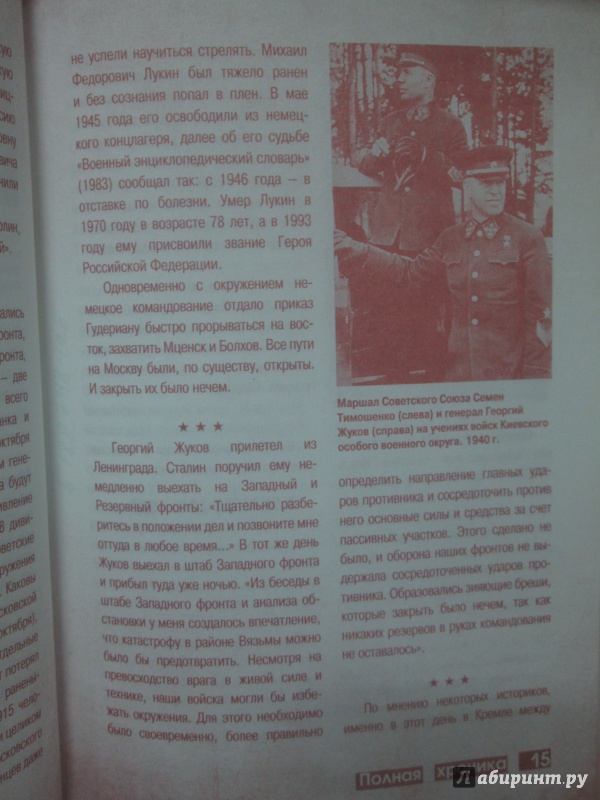 не успели научиться стрелять. Михаил
Федорович Лукин был тяжело ранен
и без сознания попал в плен. В мае
1945 года его освободили из немец-
кого концлагеря, далее об его судьбе
«Военный энциклопедический словарь»
(1983) сообщал так: с 1946 года – в
отставке по болезни. Умер Лукин в
1970 году в возрасте 78 лет, а в 1993
году ему присвоили звание Героя
Российской Федерации.
Одновременно с окружением не-
мецкое командование отдало приказ
Гудериану быстро прорываться на вос-
ток, захватить Мценск и Болхов. Все пути
на Москву были, по существу, открыты.
И закрыть их было нечем.
★ ★ ★
Георгий Жуков прилетел из
Ленинграда. Сталин поручил ему не-
медленно выехать на Западный и
Резервный фронты: «Тщательно разбе-
ритесь в положении дел и позвоните мне
оттуда в любое время...» В тот же день
Жуков выехал в штаб Западного фронта
и прибыл туда уже ночью. «Из беседы в
штабе Западного фронта и анализа об-
становки у меня создалось впечатление,
что катастрофу в районе Вязьмы можно
было бы предотвратить. Несмотря на
превосходство врага в живой силе и
технике, наши войска могли бы избе-
жать окружения. Для этого необходимо
было своевременно, более правильно
Маршал Советского Союза Семен
Тимошенко (слева) и генерал Георгий
Жуков (справа) на учениях войск Киевского
особого военного округа. 1940 г.
определить направление главных уда-
ров противника и сосредоточить против
него основные силы и средства за счет
пассивных участков. Этого сделано не
было, и оборона наших фронтов не вы-
держала сосредоточенных ударов про-
тивника. Образовались зияющие бреши,
которые закрыть было нечем, так как
никаких резервов в руках командования
не оставалось».
★ ★ ★
По мнению некоторых историков,
именно в этот день в Кремле между
Полная хроника 15
Лабиринт.ру